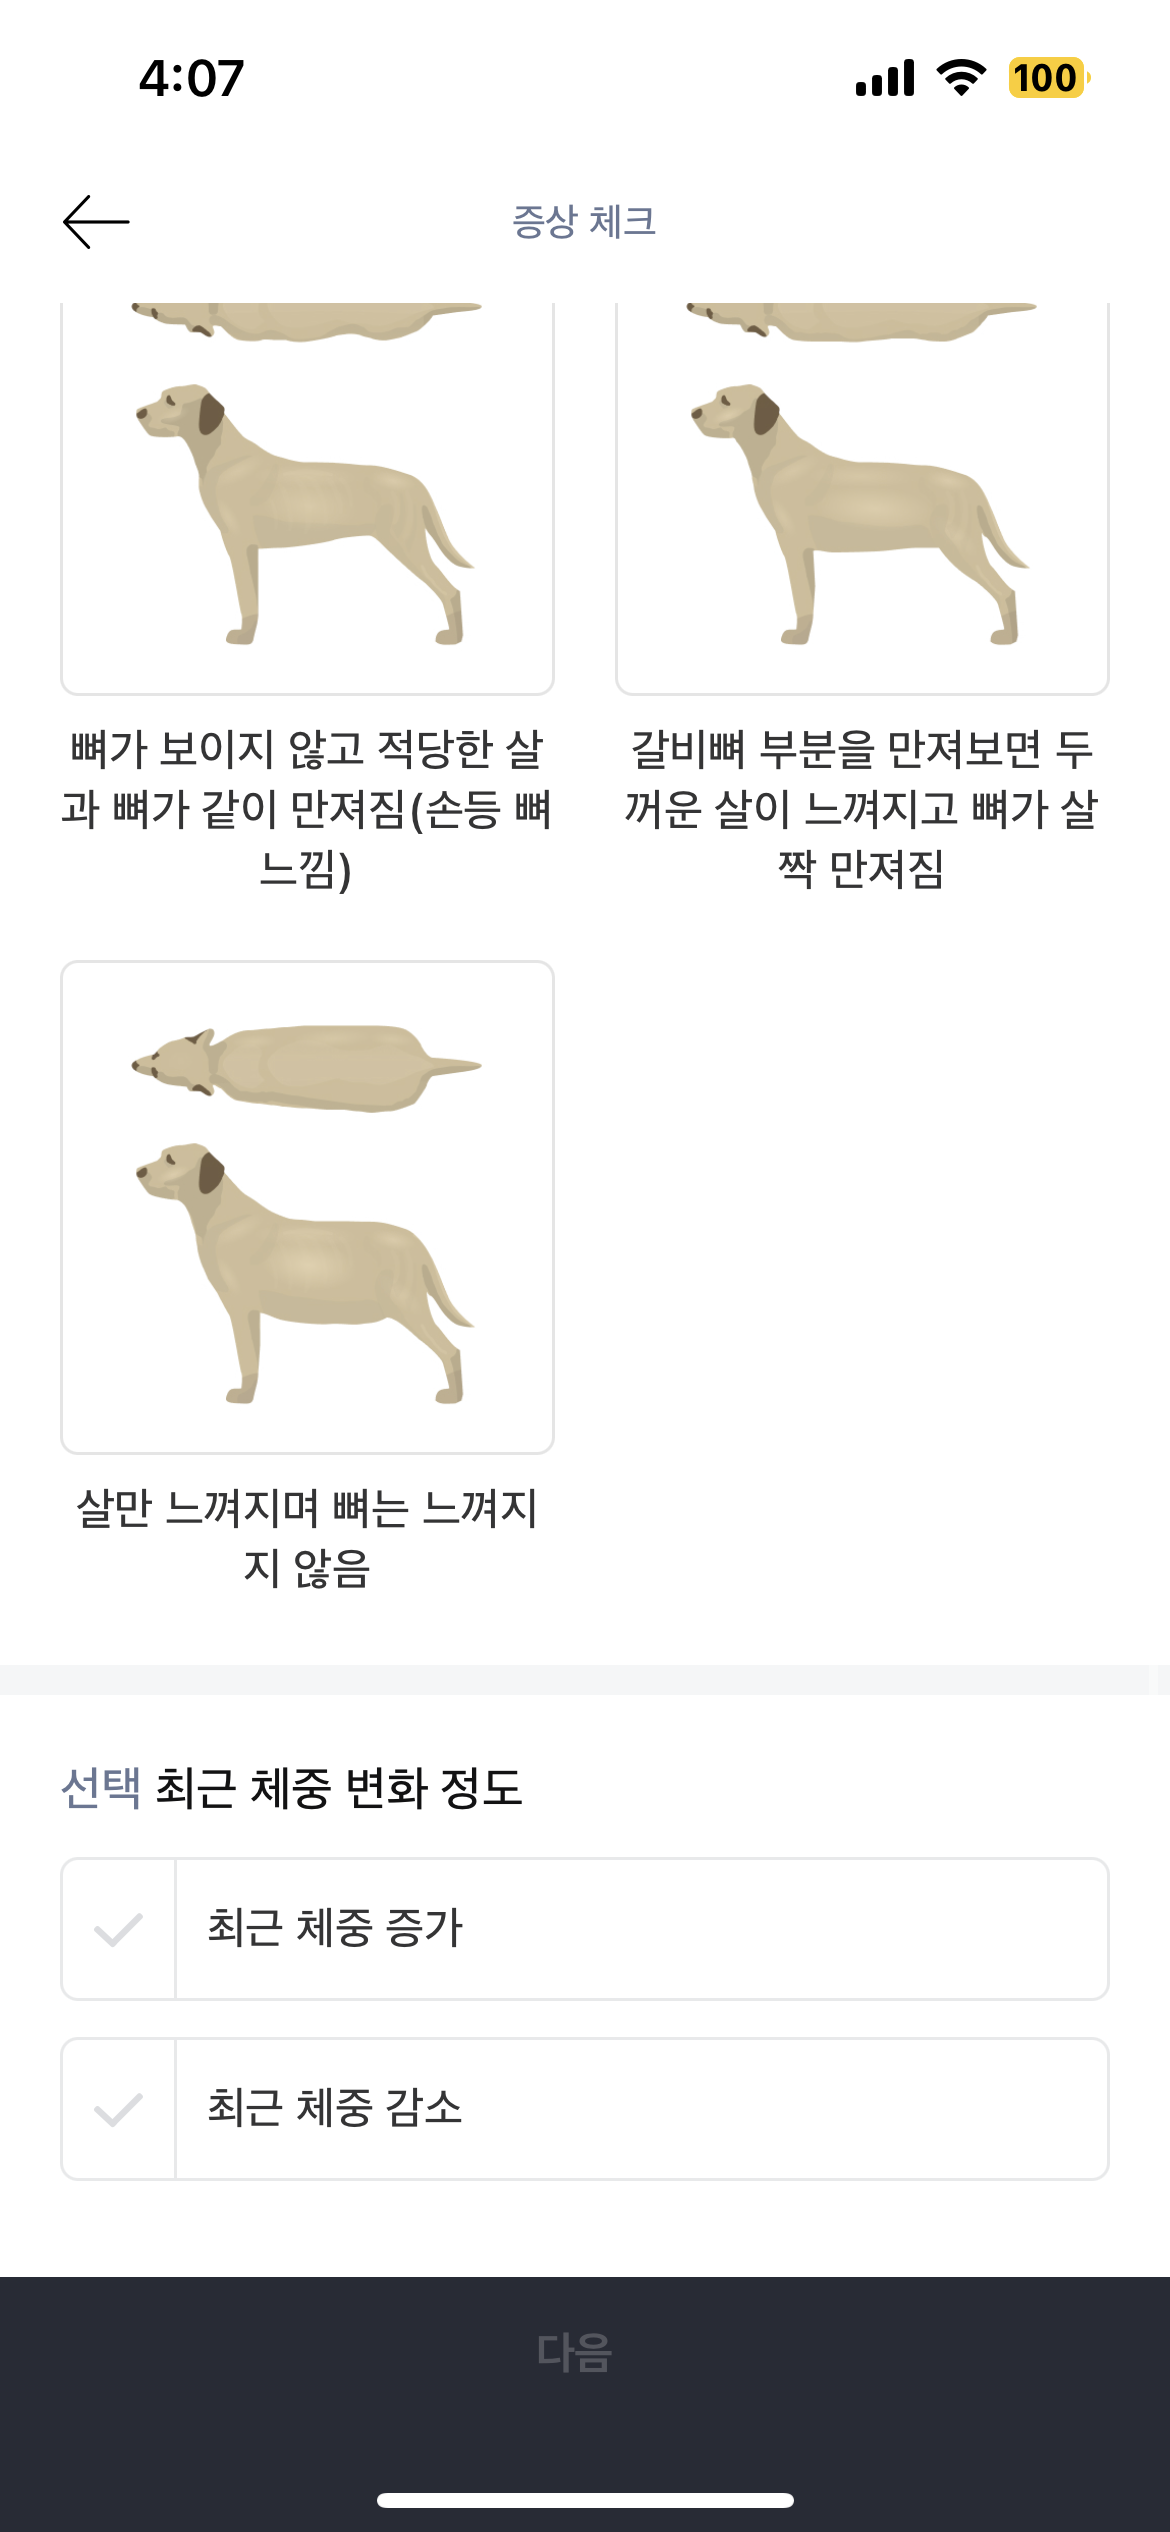 4:07
100
증상 체크
뼈가 보이지 않고 적당한 살
과 뼈가 같이 만져짐(손등 뼈
느낌)
갈비뼈 부분을 만져보면 두
꺼운 살이 느껴지고 뼈가 살
짝 만져짐
살만 느껴지며 뼈는 느껴지
지 않음
선택 최근 체중 변화 정도
최근 체중 증가
최근 체중 감소
다음